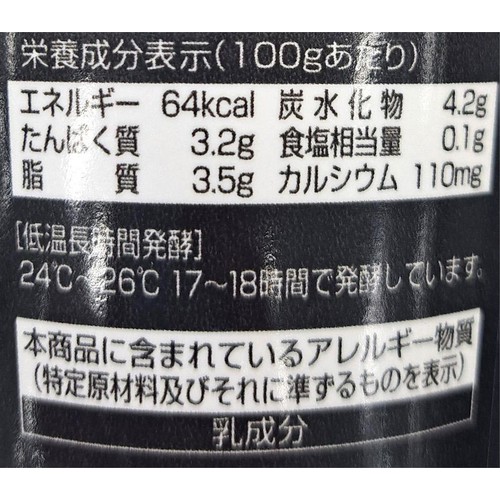 栄養成分表示(100gあたり)
エネルギー 64kcal 炭水化物 4.2g
たんぱく質 3.2g 食塩相当量 0.1g
脂質 3.5g カルシウム 110mg
[低温長時間発酵]
24℃~26℃ 17~18時間で発酵しています。
本商品に含まれているアレルギー物質
(特定原材料及びそれに準ずるものを表示)
乳成分